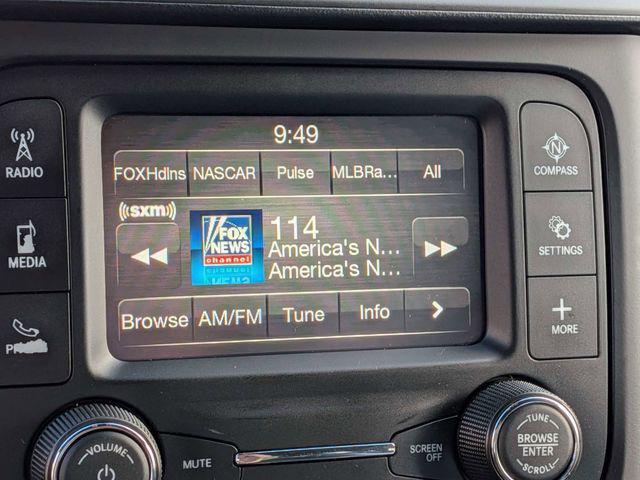 9:49
FOXHdlns NASCAR Pulse MLBRa... All
((sxm))
FOX
NEWS
channel
114
America's N...
America's N...
Browse AM/FM Tune Info >
RADIO
MEDIA
COMPASS
N
SETTINGS
MORE
VOLUME
MUTE
SCREEN
OFF
TUNE
BROWSE
ENTER
SCROLL